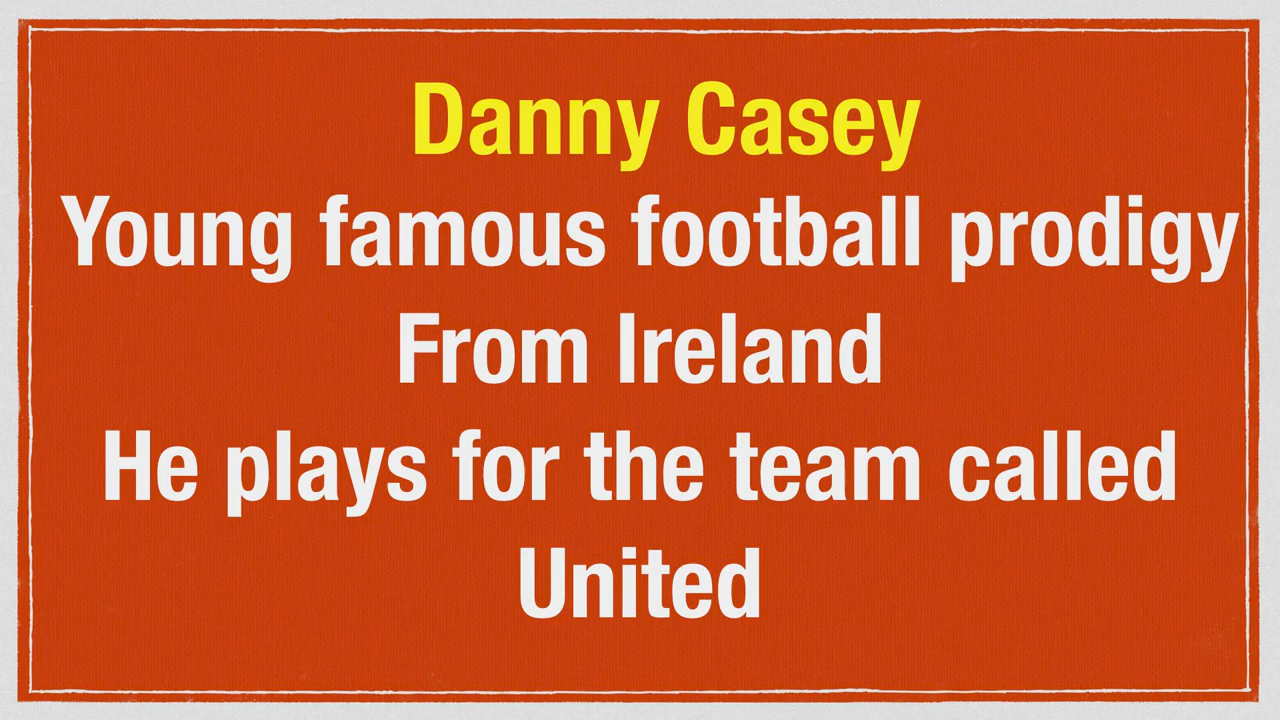 Danny Casey
Young famous football prodigy
From Ireland
He plays for the team called
United